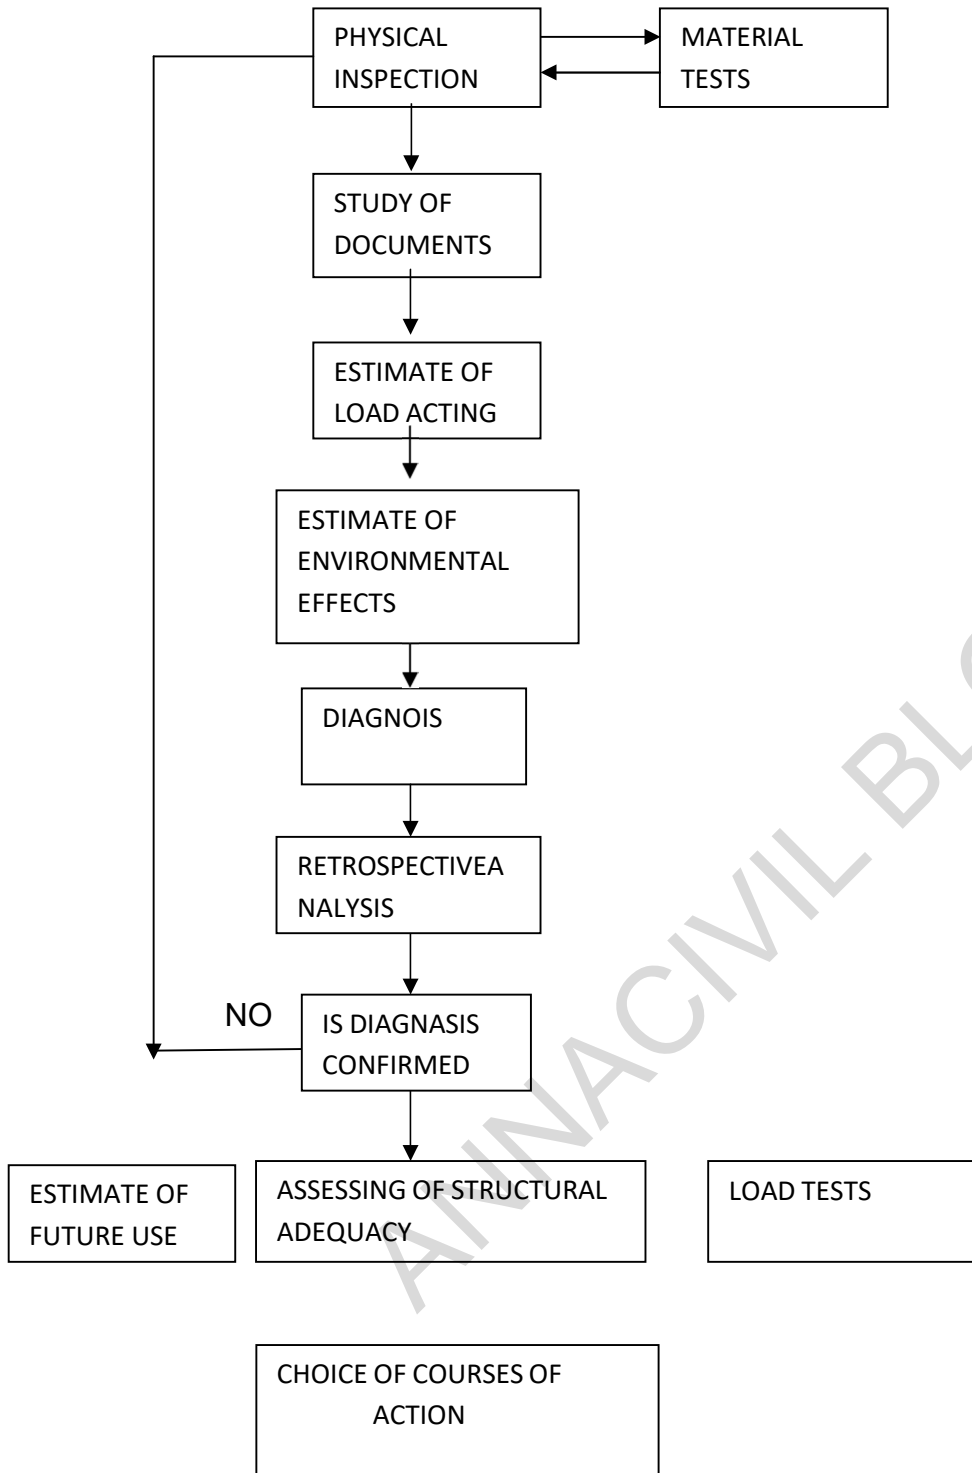 PHYSICAL
INSPECTION
MATERIAL
TESTS
STUDY OF
DOCUMENTS
ESTIMATE OF
LOAD ACTING
ESTIMATE OF
ENVIRONMENTAL
EFFECTS
DIAGNOIS
RETROSPECTIVEA
NALYSIS
NO
IS DIAGNASIS
CONFIRMED
ESTIMATE OF
FUTURE USE
ASSESSING OF STRUCTURAL
ADEQUACY
LOAD TESTS
CHOICE OF COURSES OF
ACTION
ANNACIVIL